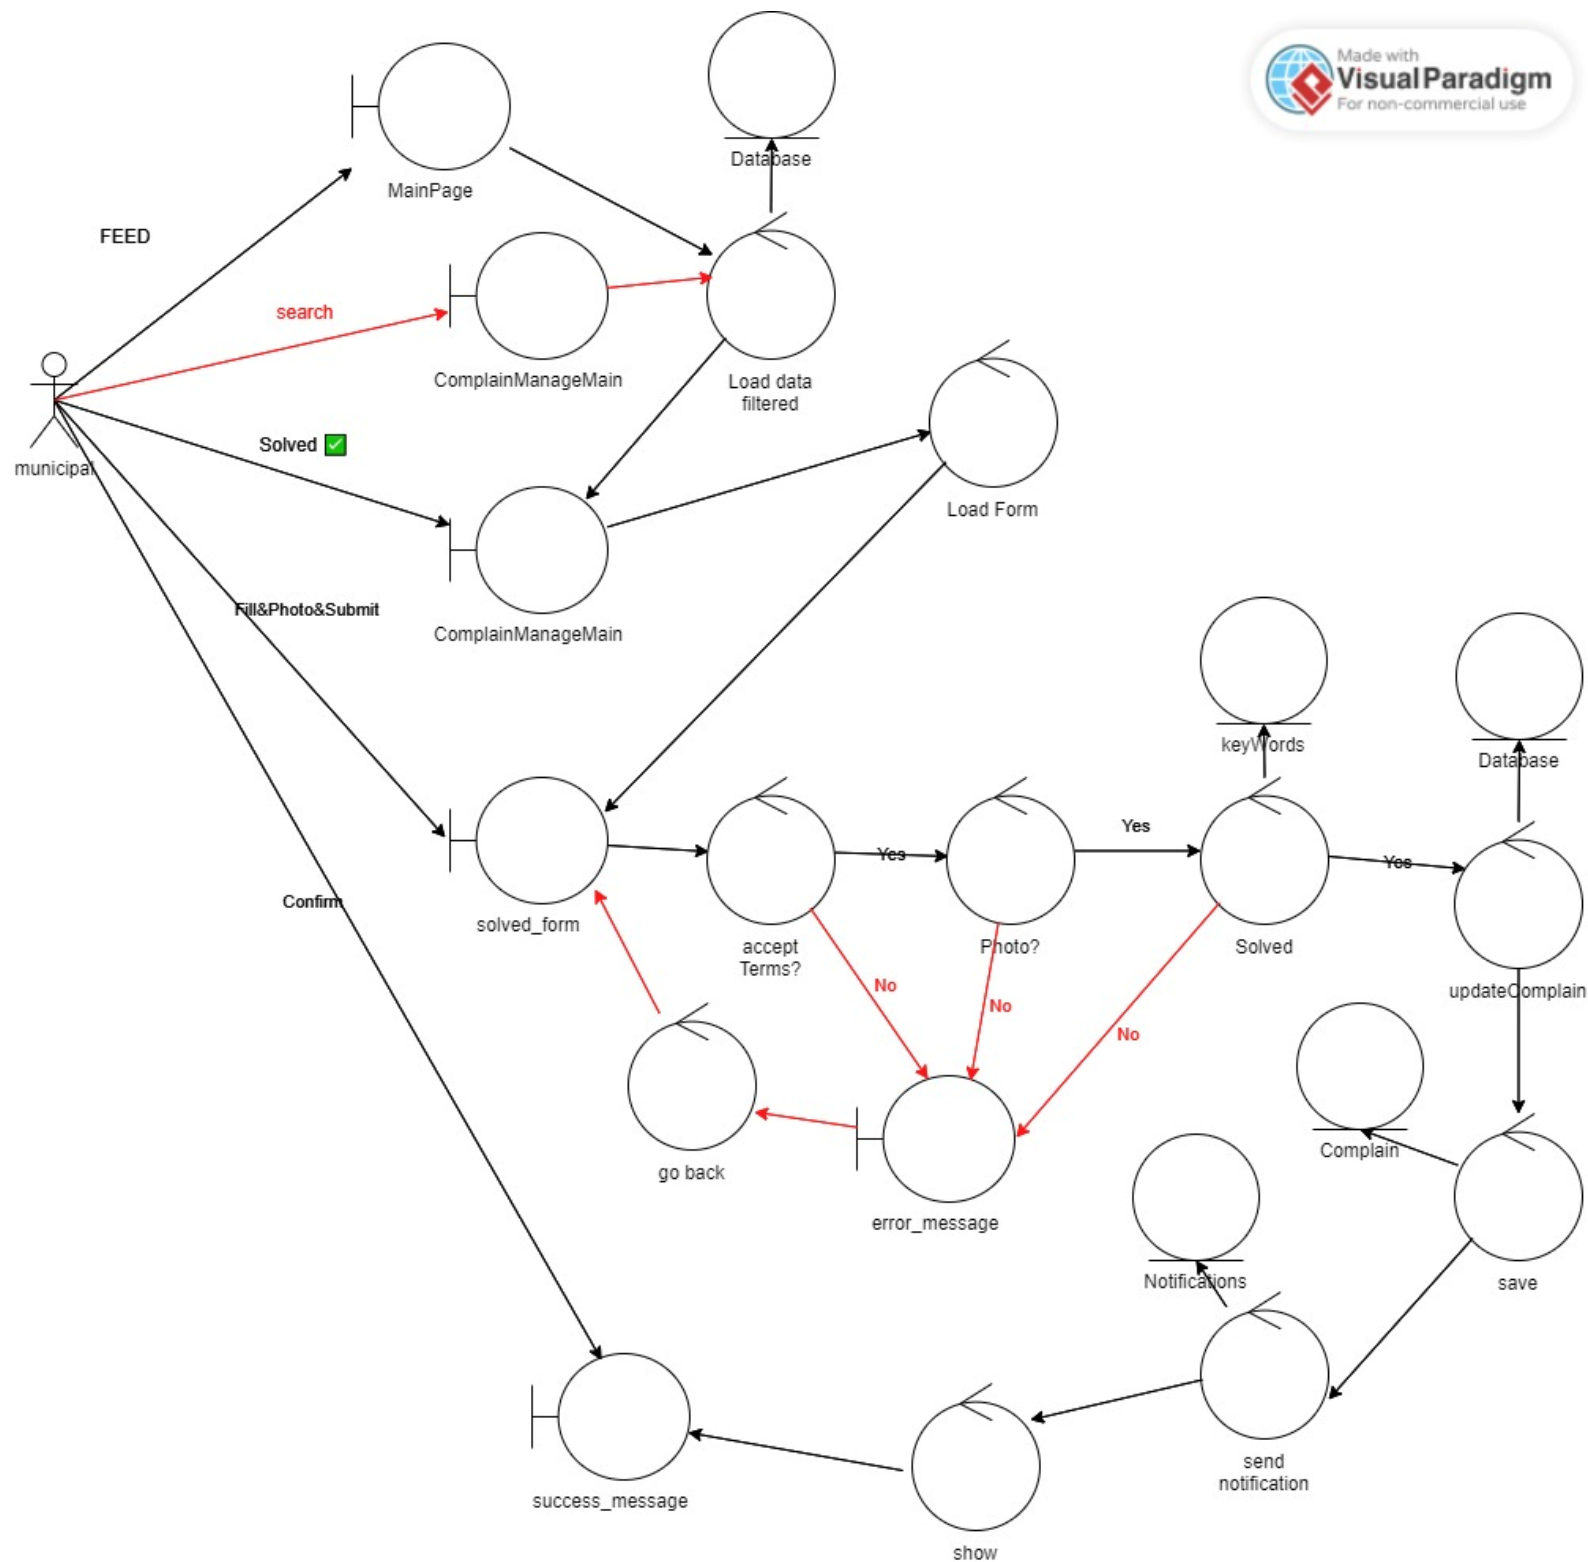 Made with
Visual Paradigm
For non-commercial use
Database
MainPage
FEED
search
ComplainManageMain
Load data
filtered
Solved ✅
municipal
Load Form
Fill&Photo&Submit
ComplainManageMain
keyWords
Database
Yes
Yes
Yes
Confirm
solved_form
accept
Terms?
Photo?
Solved
updateComplain
No
No
No
Complain
go back
error_message
Notifications
save
send
notification
success_message
show